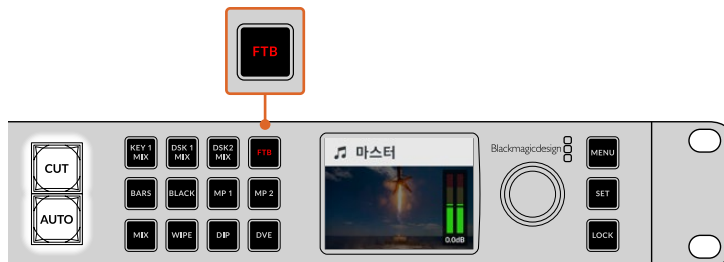 FTB
CUT
AUTO
KEY 1 MIX
DSK 1 MIX
DSK2 MIX
FTB
BARS
BLACK
MP 1
MP 2
MIX
WIPE
DIP
DVE
마스터
0.0dB
Blackmagicdesign
MENU
SET
LOCK